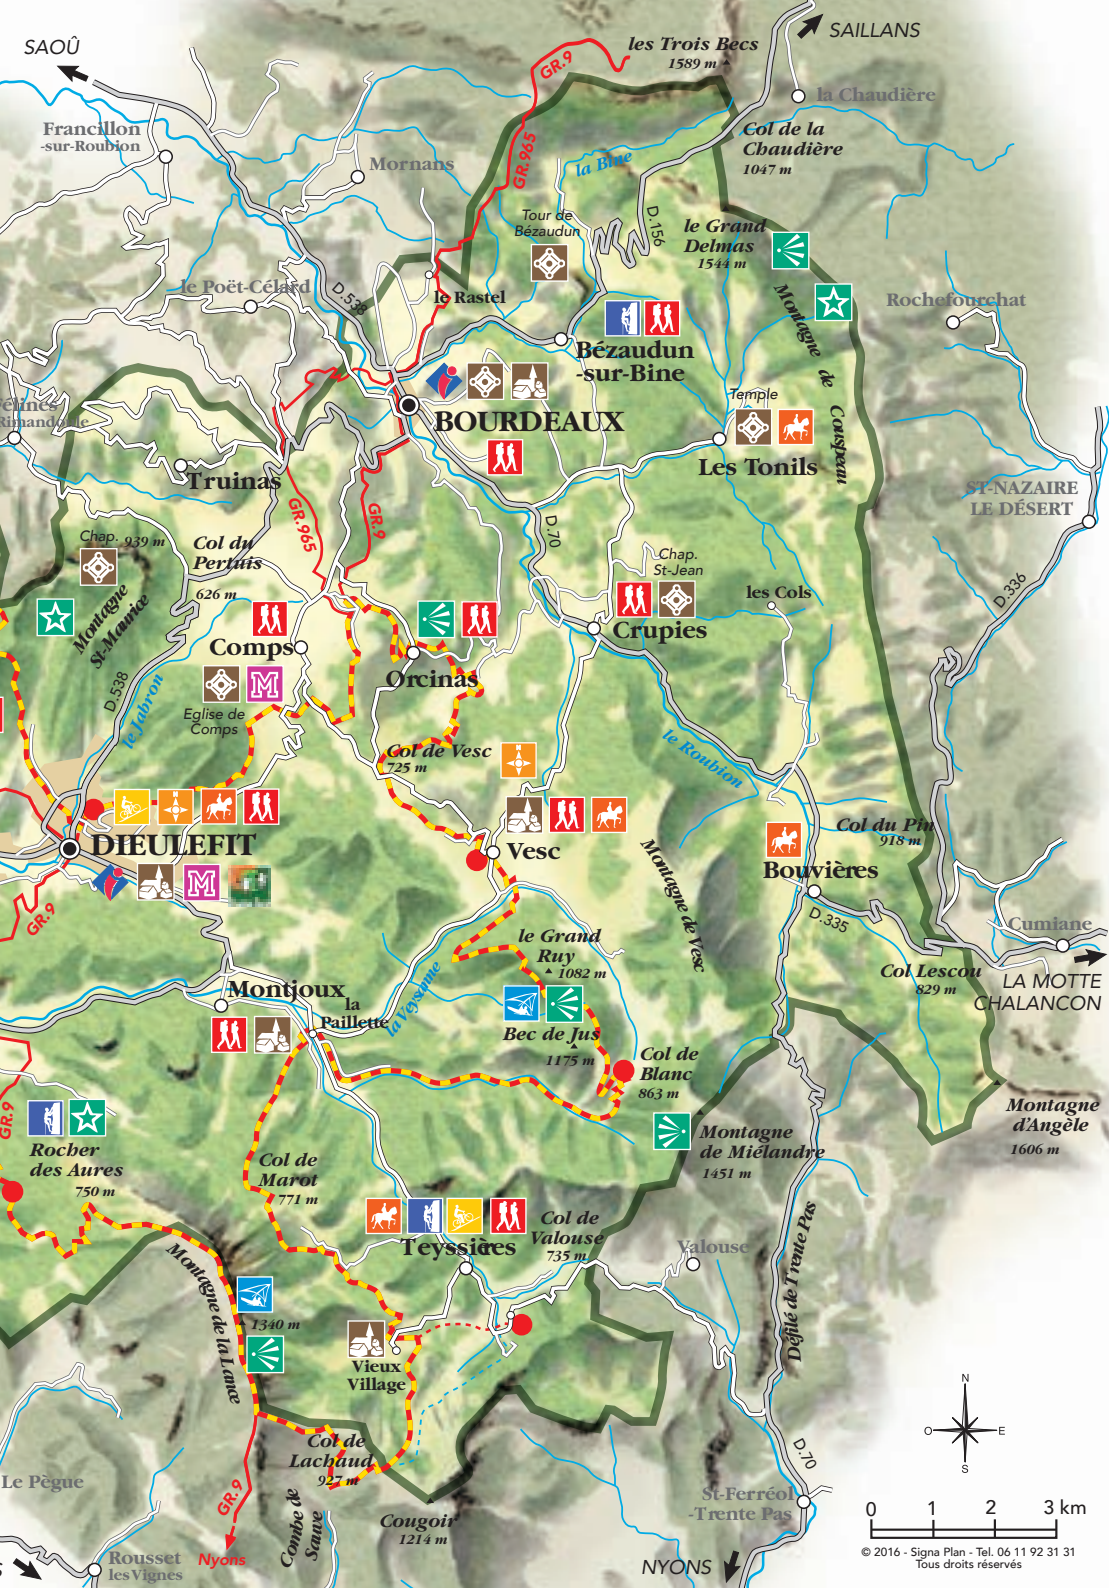 SAOÛ
SAILLANS
les Trois Becs
1589 m
GR.9
la Chaudière
Francillon
-sur-Roubion
Col de la
Chaudière
1047 m
GR.965
la Bine
Mornans
Tour de
Bézaudun
D.156
le Grand
Delmas
1544 m
le Poët-Célard
D.538
le Rastel
Montagne de Couspeau
Rochefourchat
Bézaudun
-sur-Bine
Temple
BOURDEAUX
Les Tonils
Truinas
ST-NAZAIRE
LE DÉSERT
GR.965
GR.9
D.70
Chap. 939 m
Col du
Pertuis
626 m
Chap.
St-Jean
les Cols
D.336
Montagne
St-Maurice
Crupies
Comps
Orcinas
M
Eglise de
Comps
D.538
le Jabron
Col de Vesc
725 m
le Roubion
DIEULEFIT
Vesc
Col du Pin
918 m
Bouvières
M
Montagne de Vesc
D.335
GR.9
Cumiane
le Grand
Ruy
1082 m
Col Lescou
829 m
LA MOTTE
CHALANCON
Montjoux
la
Paillette
la Veyssanne
Bec de Jus
1175 m
Col de
Blanc
863 m
GR.9
Montagne
d'Angèle
1606 m
Rocher
des Aures
750 m
Montagne
de Miélandre
1451 m
Col de
Marot
771 m
Col de
Valouse
735 m
Teyssières
Valouse
Défilé de Trente Pas
Montagne de la Lance
1340 m
Vieux
Village
N
O
E
S
Col de
Lachaud
927 m
D.70
Le Pègue
St-Ferréol
-Trente Pas
GR.9
Combe de
Sauve
Cougoir
1214 m
0 1 2 3 km
© 2016 - Signa Plan - Tel. 06 11 92 31 31
Tous droits réservés
Nyons
Rousset
les Vignes
NYONS